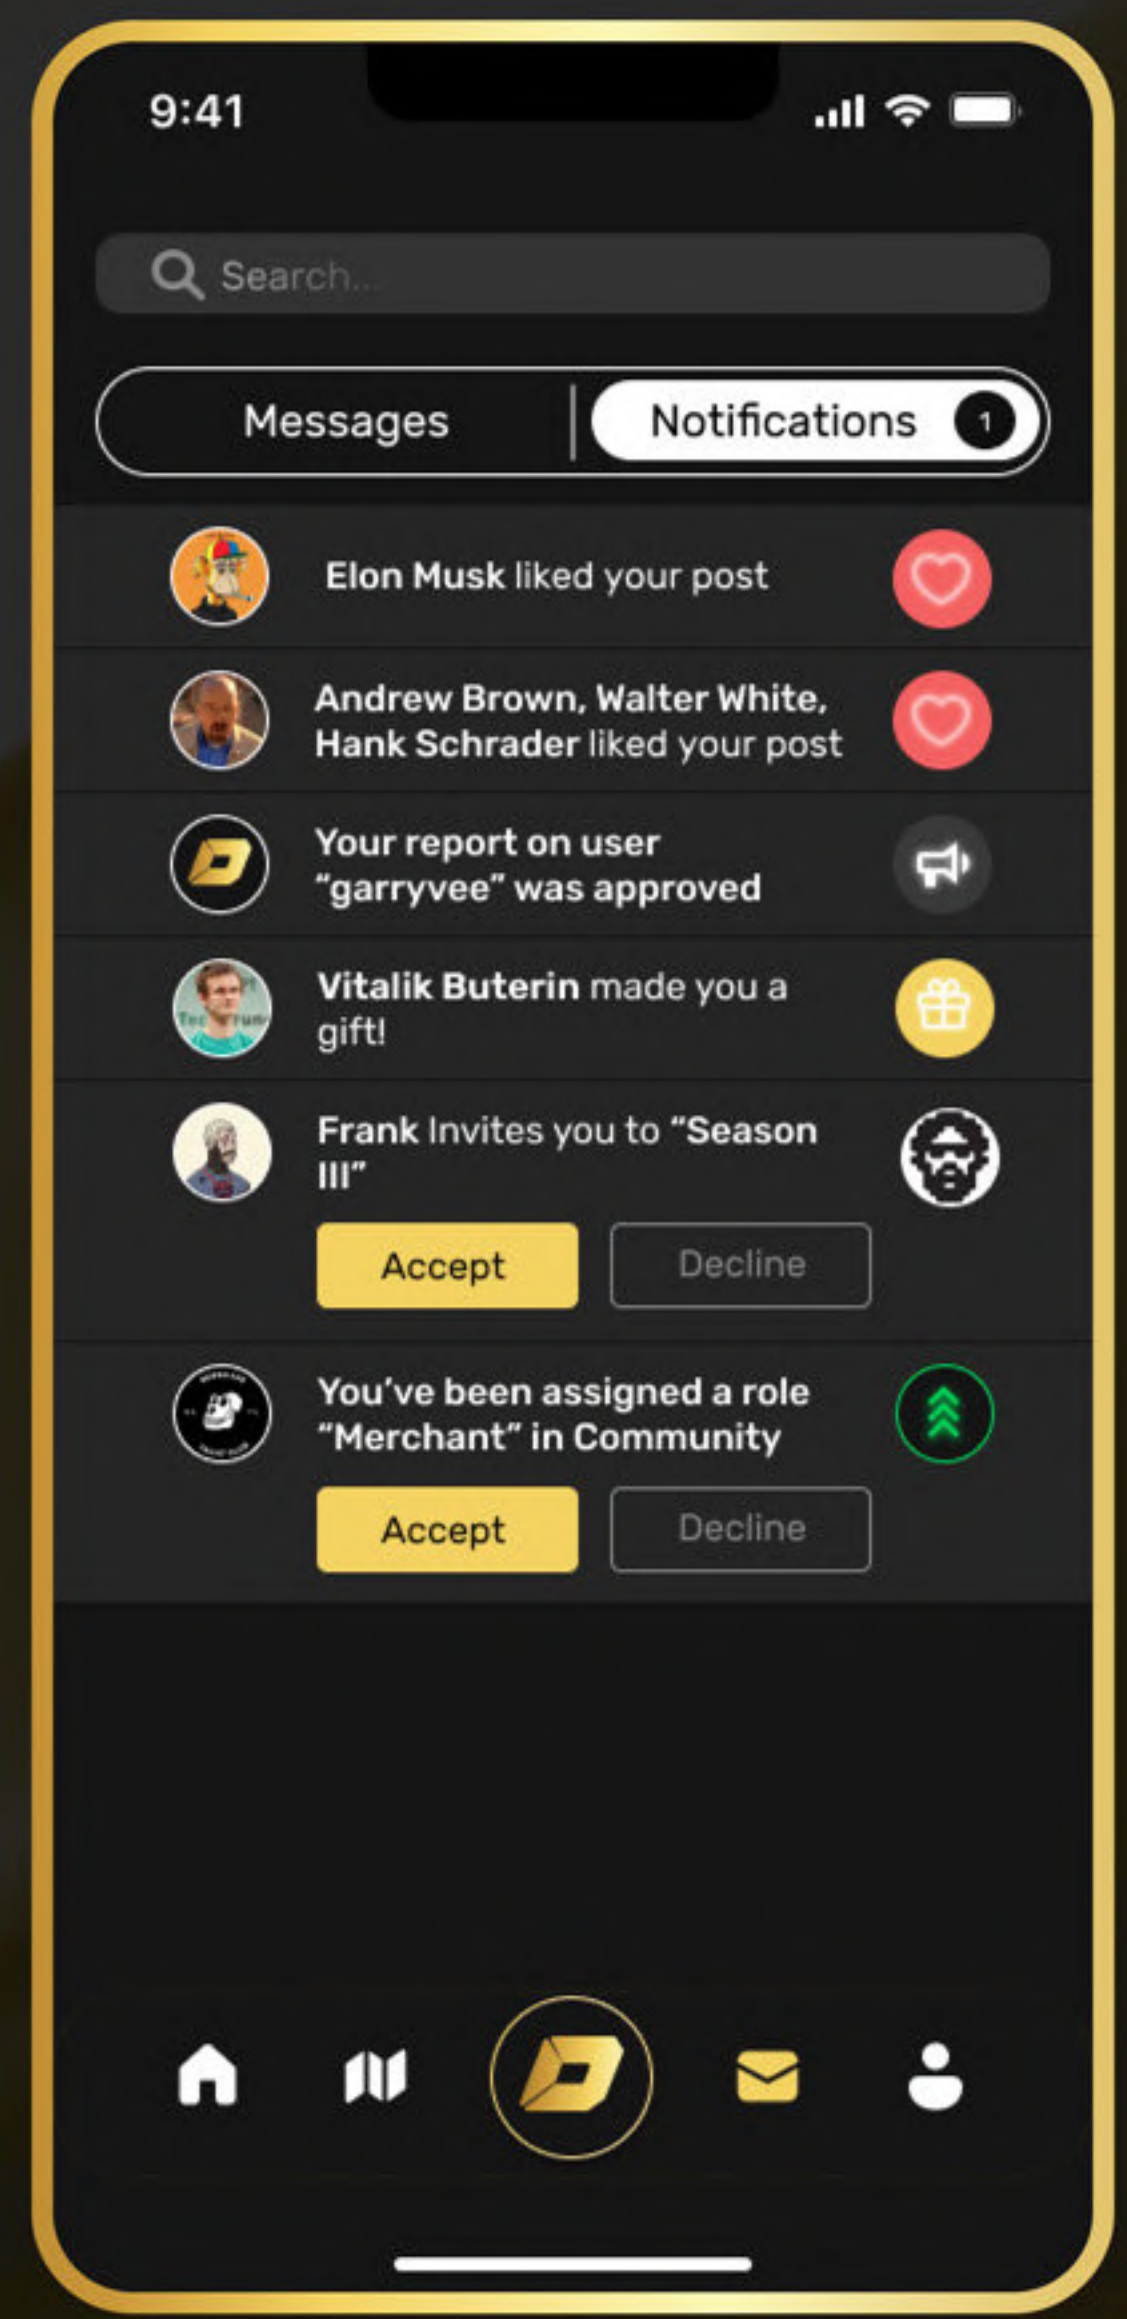 9:41
Search...
Messages
Notifications 1
Elon Musk liked your post
Andrew Brown, Walter White,
Hank Schrader liked your post
Your report on user
“garryvee” was approved
Vitalik Buterin made you a
gift!
Frank Invites you to “Season
III”
Accept
Decline
You’ve been assigned a role
“Merchant” in Community
Accept
Decline